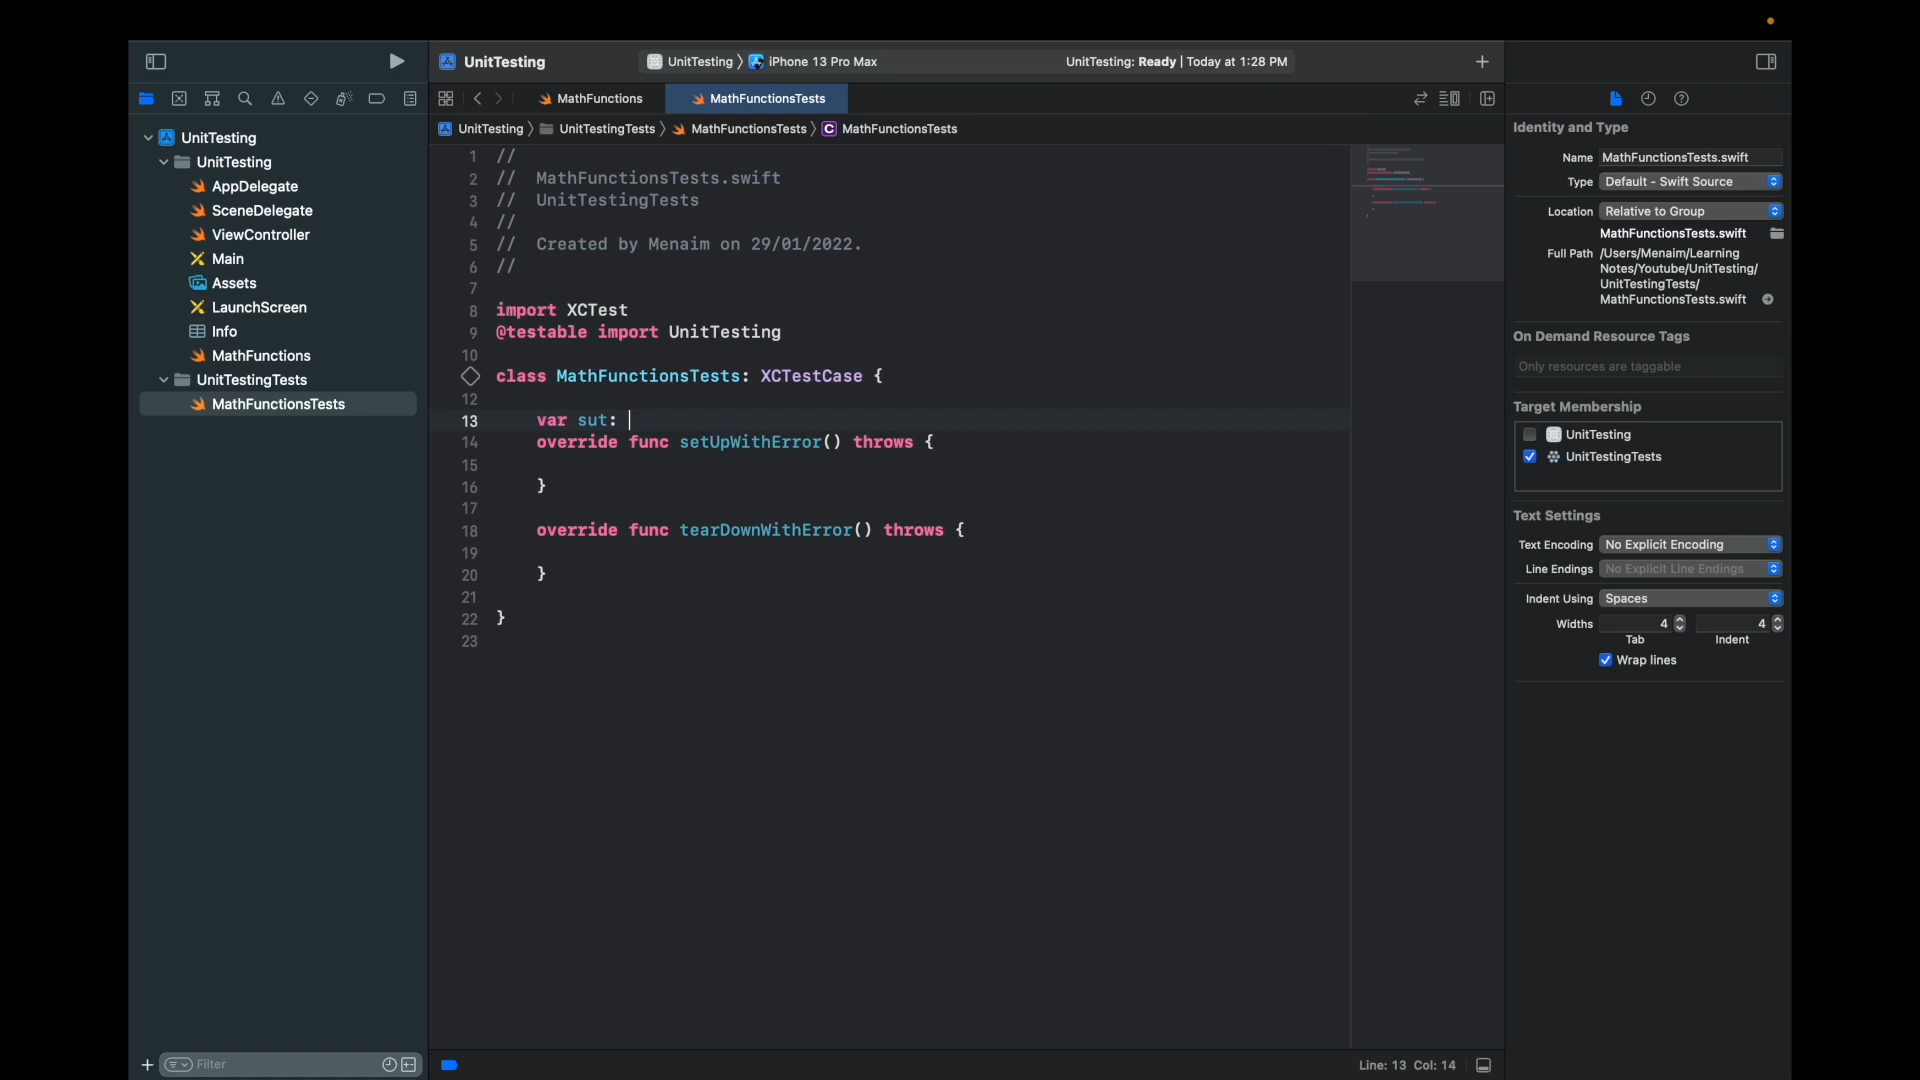 UnitTesting
UnitTesting
iPhone 13 Pro Max
UnitTesting: Ready | Today at 1:28 PM
MathFunctions
MathFunctionsTests
UnitTesting
UnitTestingTests
MathFunctionsTests
C
MathFunctionsTests
UnitTesting
UnitTesting
AppDelegate
SceneDelegate
ViewController
Main
Assets
LaunchScreen
Info
MathFunctions
UnitTestingTests
MathFunctionsTests
Filter
1 //
2 // MathFunctionsTests.swift
3 // UnitTestingTests
4 //
5 // Created by Menaim on 29/01/2022.
6 //
7
8 import XCTest
9 @testable import UnitTesting
10
class MathFunctionsTests: XCTestCase {
12
13 var sut:
14 override func setUpWithError() throws {
15
16 }
17
18 override func tearDownWithError() throws {
19
20 }
21
22 }
23
Line: 13 Col: 14
Identity and Type
Name MathFunctionsTests.swift
Type Default - Swift Source
Location Relative to Group
MathFunctionsTests.swift
Full Path /Users/Menaim/Learning
Notes/Youtube/UnitTesting/
UnitTestingTests/
MathFunctionsTests.swift
On Demand Resource Tags
Only resources are taggable
Target Membership
UnitTesting
UnitTestingTests
Text Settings
Text Encoding No Explicit Encoding
Line Endings No Explicit Line Endings
Indent Using Spaces
Widths 4 4
Tab Indent
Wrap lines